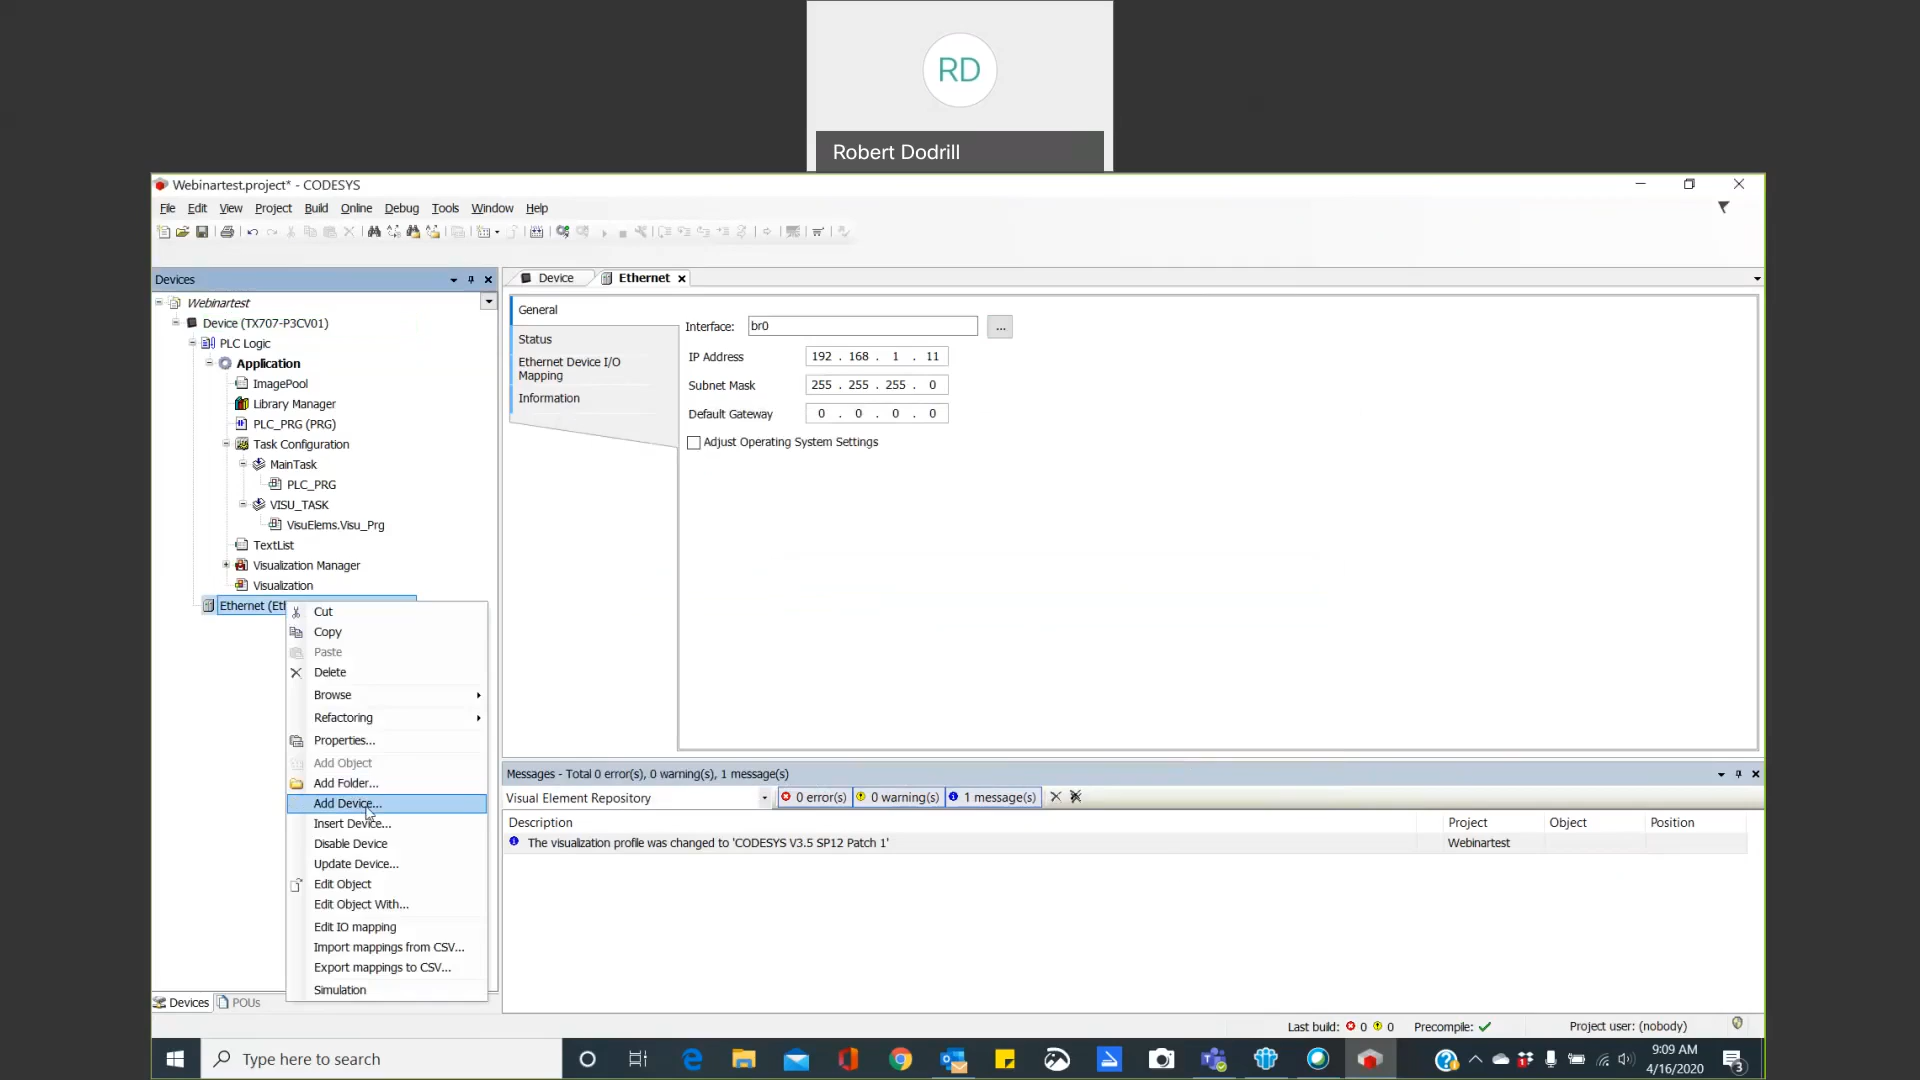 RD
Robert Dodrill
Webinartest.project* - CODESYS
File Edit View Project Build Online Debug Tools Window Help
Devices
Webinartest
Device (TX707-P3CV01)
PLC Logic
Application
ImagePool
Library Manager
PLC_PRG (PRG)
Task Configuration
MainTask
PLC_PRG
VISU_TASK
VisuElems.Visu_Prg
TextList
Visualization Manager
Visualization
Ethernet (Eth
Cut
Copy
Paste
Delete
Browse
Refactoring
Properties...
Add Object
Add Folder...
Add Device...
Insert Device...
Disable Device
Update Device...
Edit Object
Edit Object With...
Edit IO mapping
Import mappings from CSV...
Export mappings to CSV...
Simulation
Devices POUs
Device Ethernet
General
Status
Ethernet Device I/O
Mapping
Information
Interface: br0 ...
IP Address 192 . 168 . 1 . 11
Subnet Mask 255 . 255 . 255 . 0
Default Gateway 0 . 0 . 0 . 0
Adjust Operating System Settings
Messages - Total 0 error(s), 0 warning(s), 1 message(s)
Visual Element Repository 0 error(s) 0 warning(s) 1 message(s)
Description Project Object Position
The visualization profile was changed to 'CODESYS V3.5 SP12 Patch 1' Webinartest
Last build: 0 0 Precompile: Project user: (nobody)
Type here to search
9:09 AM
4/16/2020
3